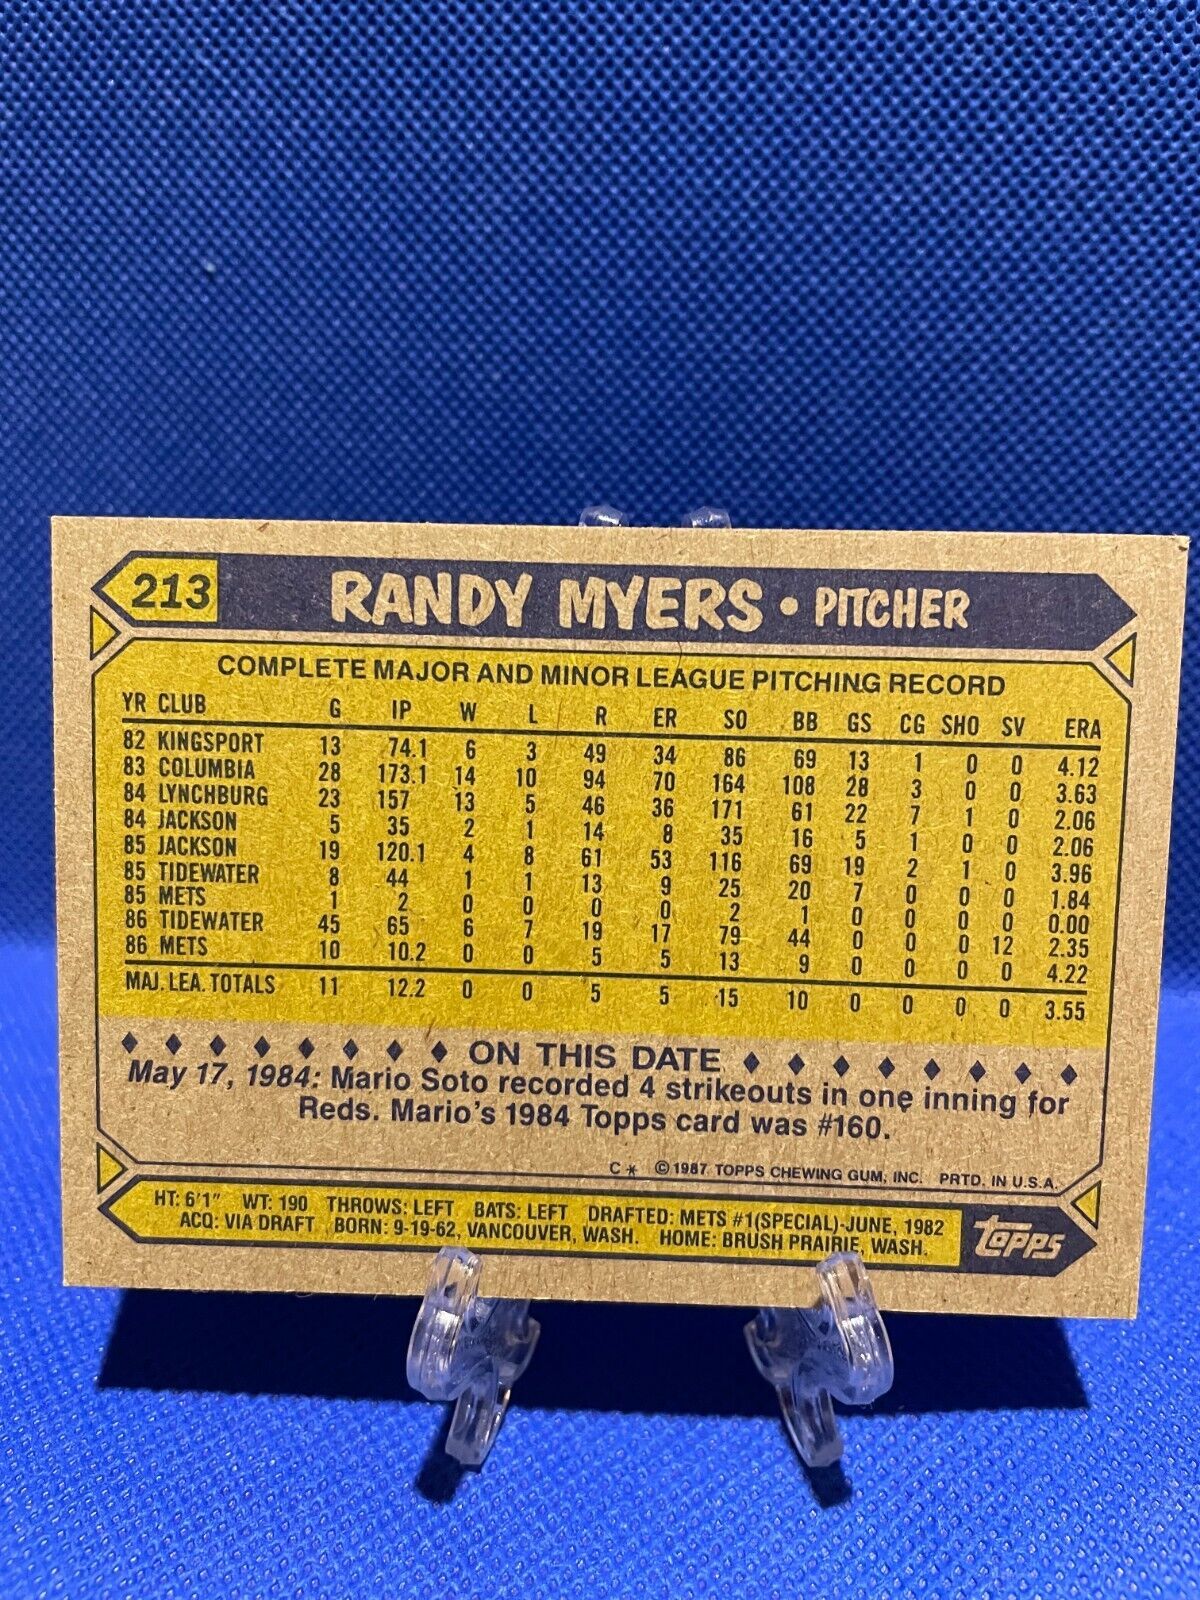 213 RANDY MYERS • PITCHER
COMPLETE MAJOR AND MINOR LEAGUE PITCHING RECORD
YR CLUB G IP W L R ER SO BB GS CG SHO SV ERA
82 KINGSPORT 13 74.1 6 3 49 34 86 69 13 1 0 0 4.12
83 COLUMBIA 28 173.1 14 10 94 70 164 108 28 3 0 0 3.63
84 LYNCHBURG 23 157 13 5 46 36 171 61 22 7 1 0 2.06
84 JACKSON 5 35 2 1 14 8 35 16 5 1 0 0 2.06
85 JACKSON 19 120.1 4 8 61 53 116 69 19 2 1 0 3.96
85 TIDEWATER 8 44 1 1 13 9 25 20 7 0 0 0 1.84
85 METS 1 2 0 0 0 0 2 1 0 0 0 0 0.00
86 TIDEWATER 45 65 6 7 19 17 79 44 0 0 0 12 2.35
86 METS 10 10.2 0 0 5 5 13 9 0 0 0 0 4.22
MAJ. LEA. TOTALS 11 12.2 0 0 5 5 15 10 0 0 0 0 3.55
ON THIS DATE
May 17, 1984: Mario Soto recorded 4 strikeouts in one inning for
Reds. Mario's 1984 Topps card was #160.
C* © 1987 TOPPS CHEWING GUM, INC. PRTD. IN U.S.A.
HT: 6'1" WT: 190 THROWS: LEFT BATS: LEFT DRAFTED: METS #1(SPECIAL)-JUNE, 1982
ACQ: VIA DRAFT BORN: 9-19-62, VANCOUVER, WASH. HOME: BRUSH PRAIRIE, WASH.
topps